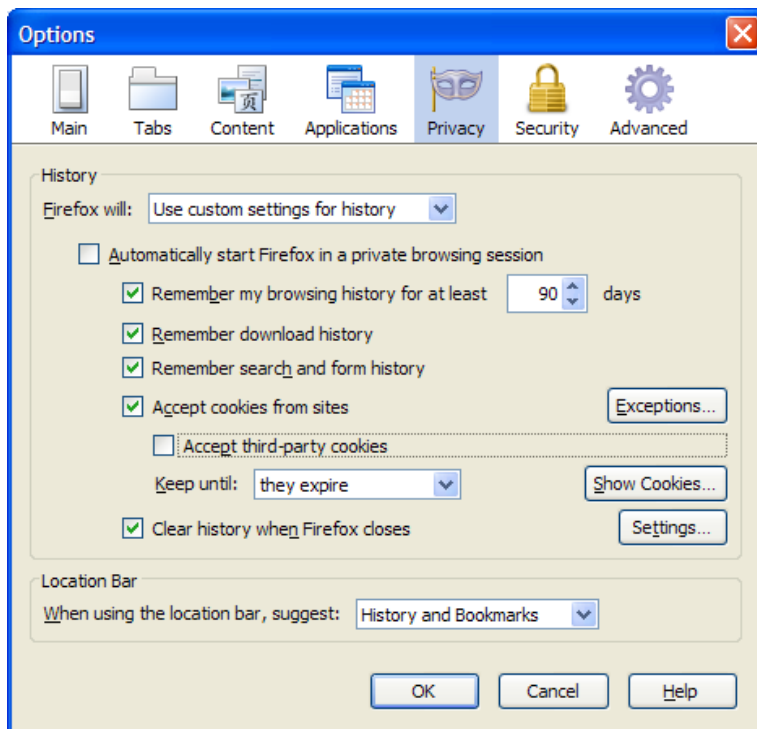 Options
Main Tabs Content Applications Privacy Security Advanced
页
History
Firefox will: Use custom settings for history
Automatically start Firefox in a private browsing session
Remember my browsing history for at least 90 days
Remember download history
Remember search and form history
Accept cookies from sites Exceptions...
Accept third-party cookies
Keep until: they expire Show Cookies...
Clear history when Firefox closes Settings...
Location Bar
When using the location bar, suggest: History and Bookmarks
OK Cancel Help